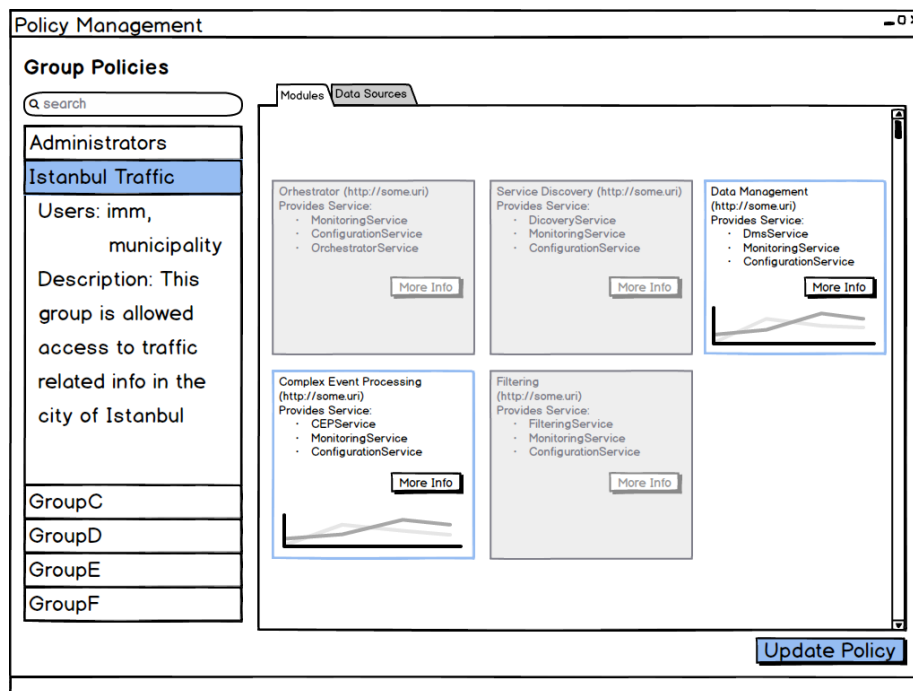 Policy Management
Group Policies
search
Administrators
Istanbul Traffic
Users: imm,
municipality
Description: This
group is allowed
access to traffic
related info in the
city of Istanbul
GroupC
GroupD
GroupE
GroupF
Modules
Data Sources
Orhestrator (http://some.uri)
Provides Service:
· MonitoringService
· ConfigurationService
· OrchestratorService
More Info
Service Discovery (http://some.uri)
Provides Service:
· DicoveryService
· MonitoringService
· ConfigurationService
More Info
Data Management
(http://some.uri)
Provides Service:
· DmsService
· MonitoringService
· ConfigurationService
More Info
Complex Event Processing
(http://some.uri)
Provides Service:
· CEPService
· MonitoringService
· ConfigurationService
More Info
Filtering
(http://some.uri)
Provides Service:
· FilteringService
· MonitoringService
· ConfigurationService
More Info
Update Policy